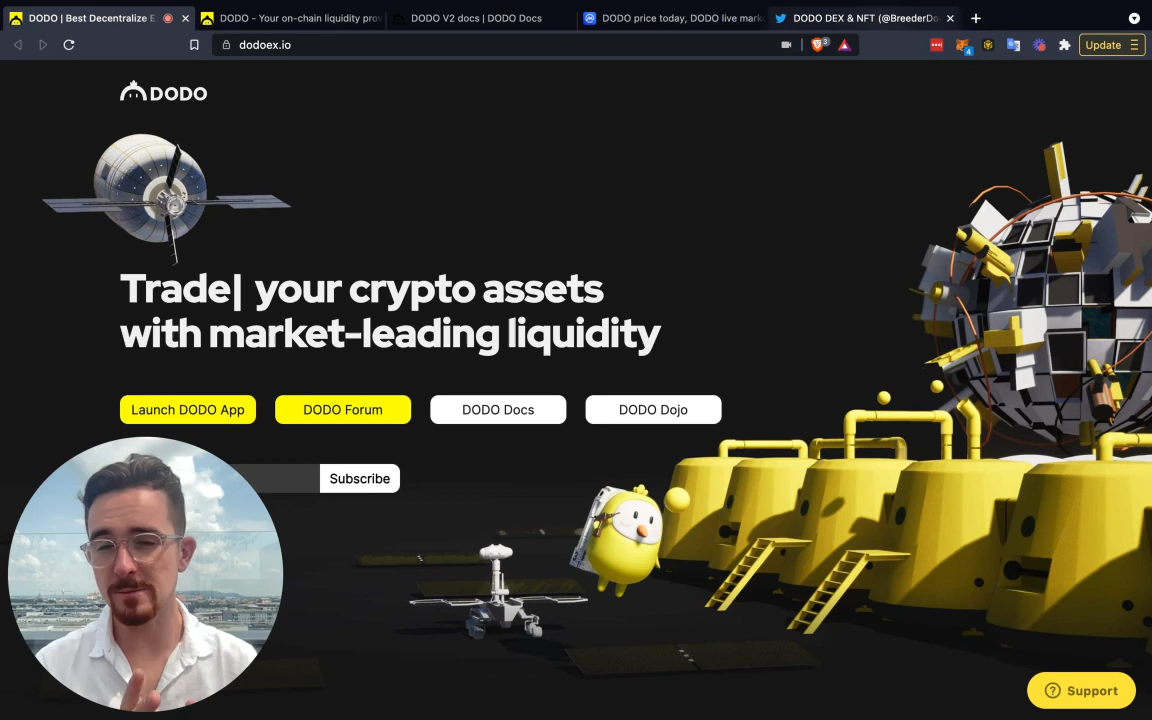 DODO | Best Decentralize E
DODO - Your on-chain liquidity prov
DODO V2 docs | DODO Docs
DODO price today, DODO live mark
DODO DEX & NFT (@BreederDo
dodoex.io
3
4
Update
DODO
Trade| your crypto assets
with market-leading liquidity
Launch DODO App
DODO Forum
DODO Docs
DODO Dojo
Subscribe
Support